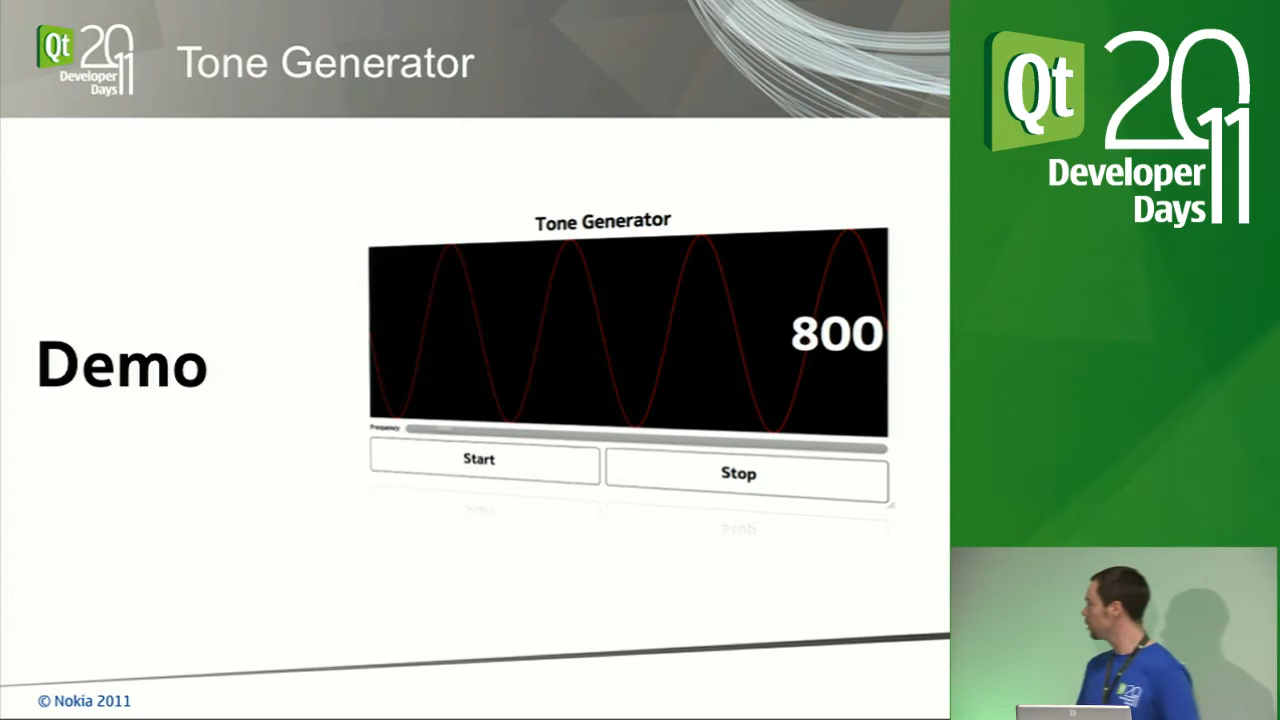 Qt 2011
Developer
Days
Tone Generator
Qt 2011
Developer
Days
Tone Generator
800
Demo
Frequency
Start
Stop
© Nokia 2011